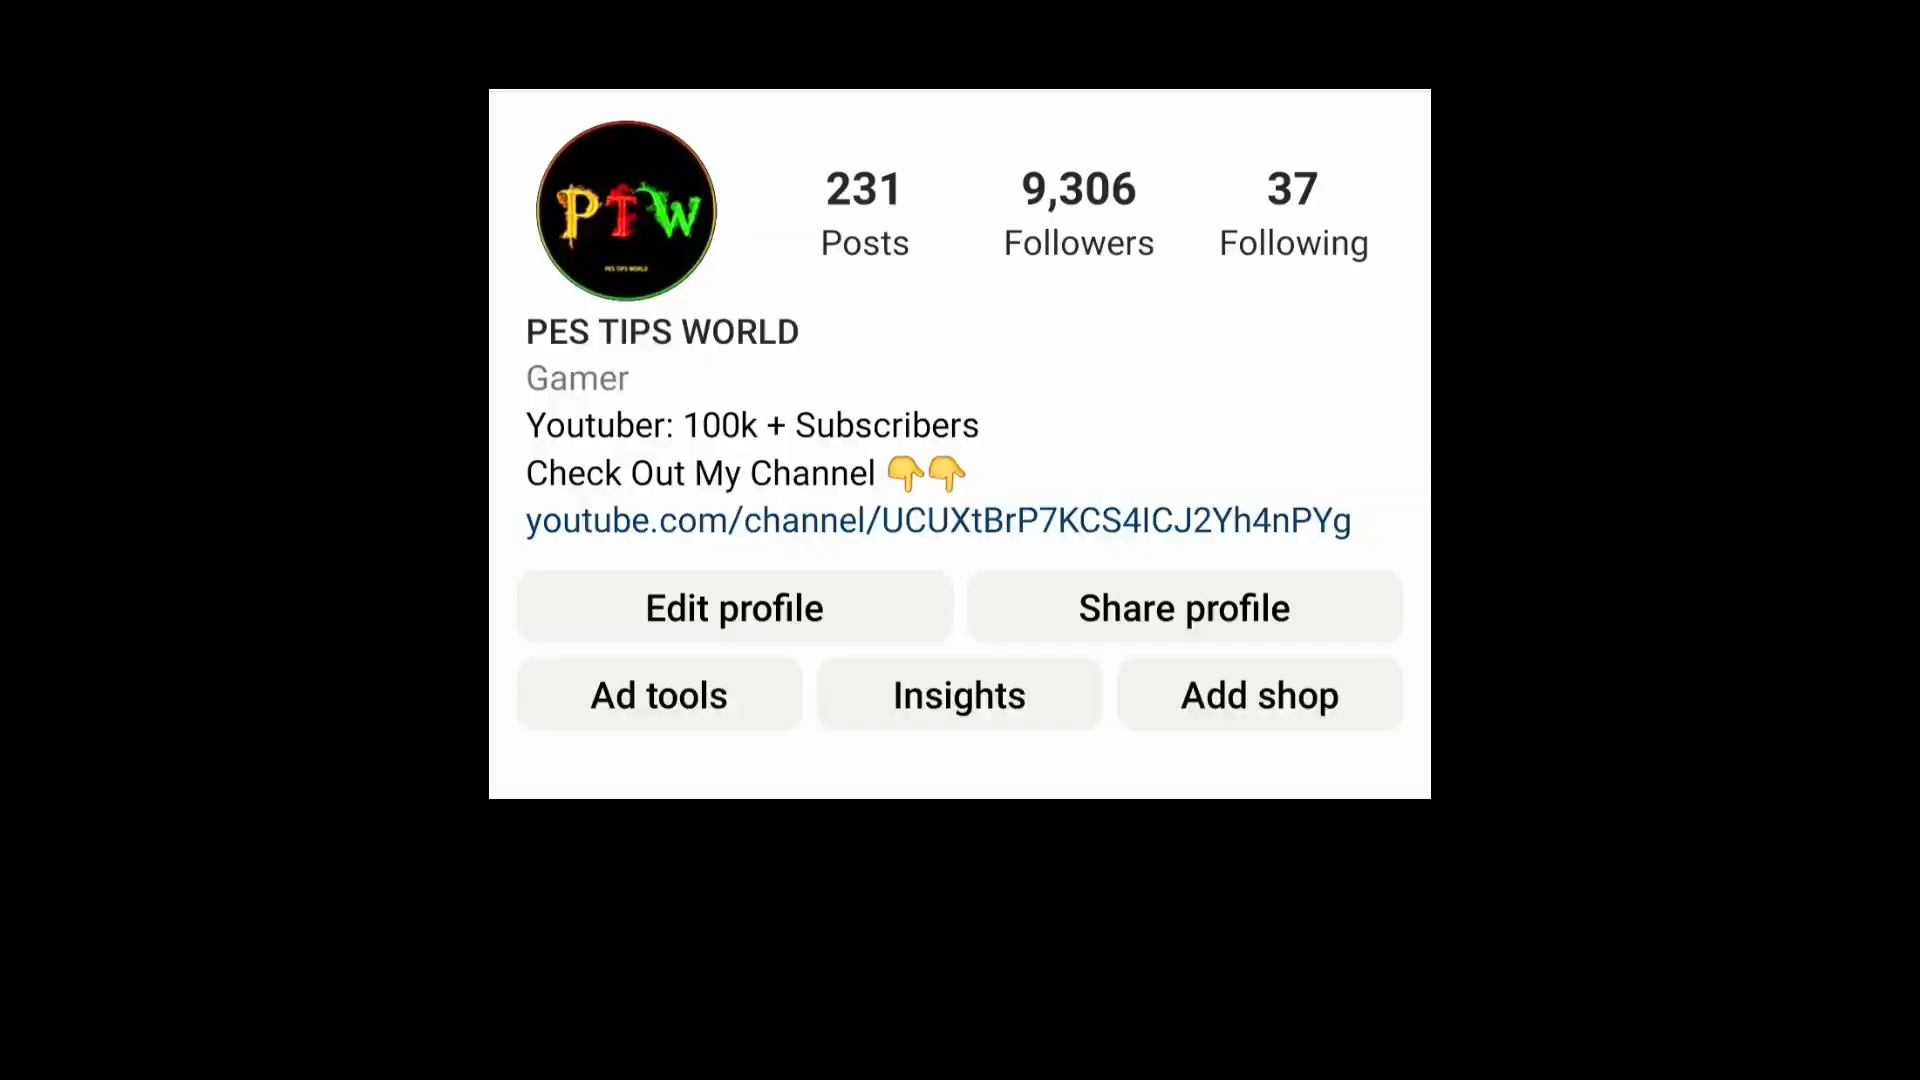 PTW
PES TIPS WORLD
231
Posts
9,306
Followers
37
Following
PES TIPS WORLD
Gamer
Youtuber: 100k + Subscribers
Check Out My Channel 👇👇
youtube.com/channel/UCUXtBrP7KCS4ICJ2Yh4nPYg
Edit profile
Share profile
Ad tools
Insights
Add shop